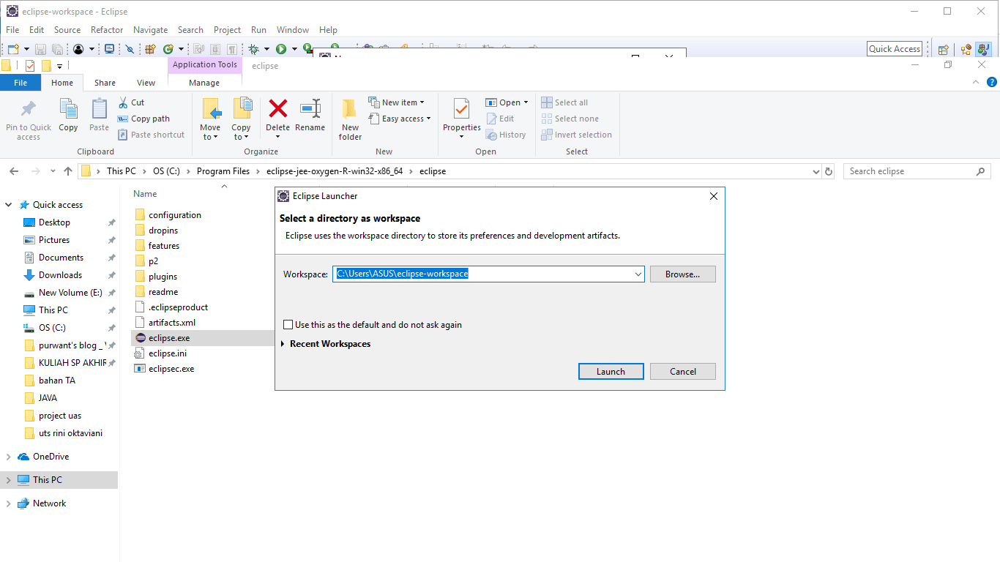 eclipse-workspace - Eclipse
File Edit Source Refactor Navigate Search Project Run Window Help
Quick Access
Application Tools eclipse
File Home Share View Manage
Pin to Quick access
Copy
Paste
Cut
Copy path
Paste shortcut
Clipboard
Move to
Copy to
Delete
Rename
Organize
New folder
New item
Easy access
New
Properties
Open
Edit
History
Open
Select all
Select none
Invert selection
Select
This PC > OS (C:) > Program Files > eclipse-jee-oxygen-R-win32-x86_64 > eclipse
Search eclipse
Quick access
Desktop
Pictures
Documents
Downloads
New Volume (E:)
This PC
OS (C:)
purwant's blog _
KULIAH SP AKHIR
bahan TA
JAVA
project uas
uts rini oktaviani
OneDrive
This PC
Network
Name
configuration
dropins
features
p2
plugins
readme
.eclipseproduct
artifacts.xml
eclipse.exe
eclipse.ini
eclipsec.exe
Eclipse Launcher
Select a directory as workspace
Eclipse uses the workspace directory to store its preferences and development artifacts.
Workspace: C:\Users\ASUS\eclipse-workspace Browse...
Use this as the default and do not ask again
Recent Workspaces
Launch Cancel